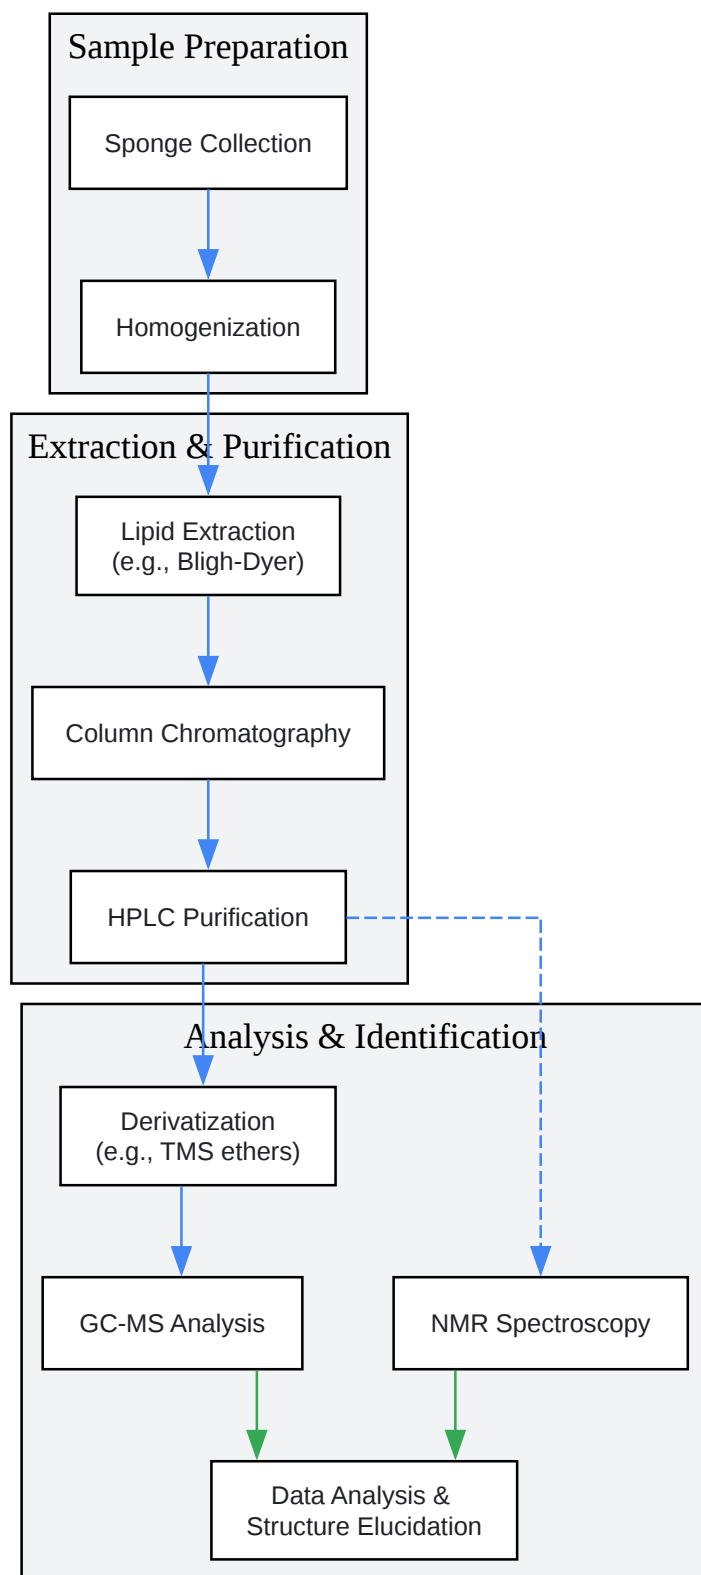 Sample Preparation
Sponge Collection
Homogenization
Extraction & Purification
Lipid Extraction
(e.g., Bligh-Dyer)
Column Chromatography
HPLC Purification
Analysis & Identification
Derivatization
(e.g., TMS ethers)
GC-MS Analysis
NMR Spectroscopy
Data Analysis &
Structure Elucidation